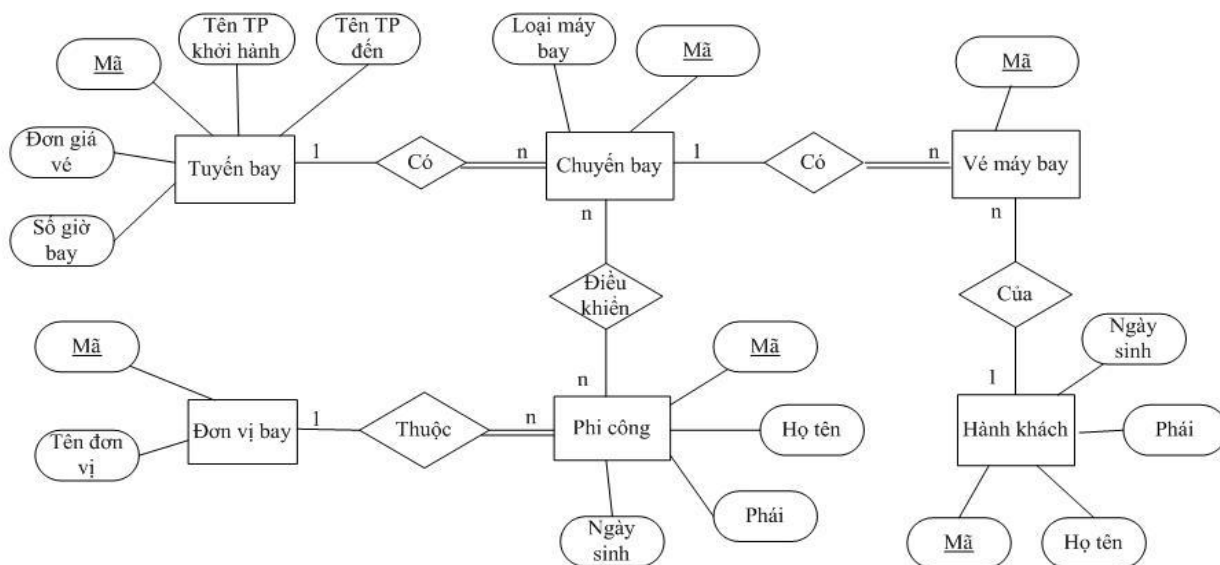 Tên TP
khởi hành
Tên TP
đến
Loại máy
bay
Mã
Mã
Mã
Đơn giá
vé
Tuyến bay
1
Có
n
Chuyến bay
1
Có
n
Vé máy bay
Số giờ
bay
n
n
Điều
khiển
Của
Mã
Mã
Ngày
sinh
n
1
Đơn vị bay
1
Thuộc
n
Phi công
Họ tên
Hành khách
Phái
Tên đơn
vị
Phái
Ngày
sinh
Mã
Họ tên